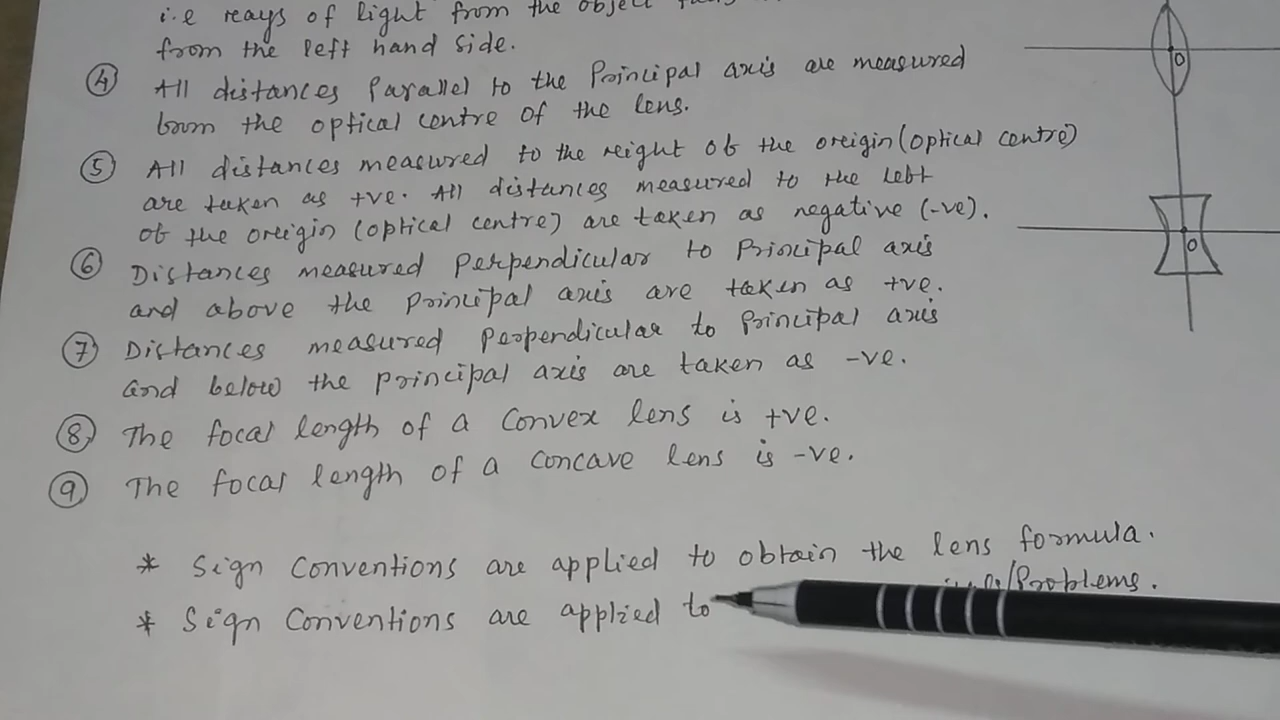 i.e reays of light from the object
from the left hand side.
④ All distances Parallel to the Principal axis are measured
from the optical centre of the lens.
⑤ All distances measured to the reight of the oreigin (optical centre)
are taken as +ve. All distances measured to the left
of the oreigin (optical centre) are taken as negative (-ve).
⑥ Distances measured perpendicular to Principal axis
and above the principal axis are taken as +ve.
⑦ Distances measured perpendicular to principal axis
and below the principal axis are taken as -ve.
⑧ The focal length of a Convex lens is +ve.
⑨ The focal length of a concave lens is -ve.
* Sign Conventions are applied to obtain the lens formula.
* Sign Conventions are applied to /Problems.
O
O